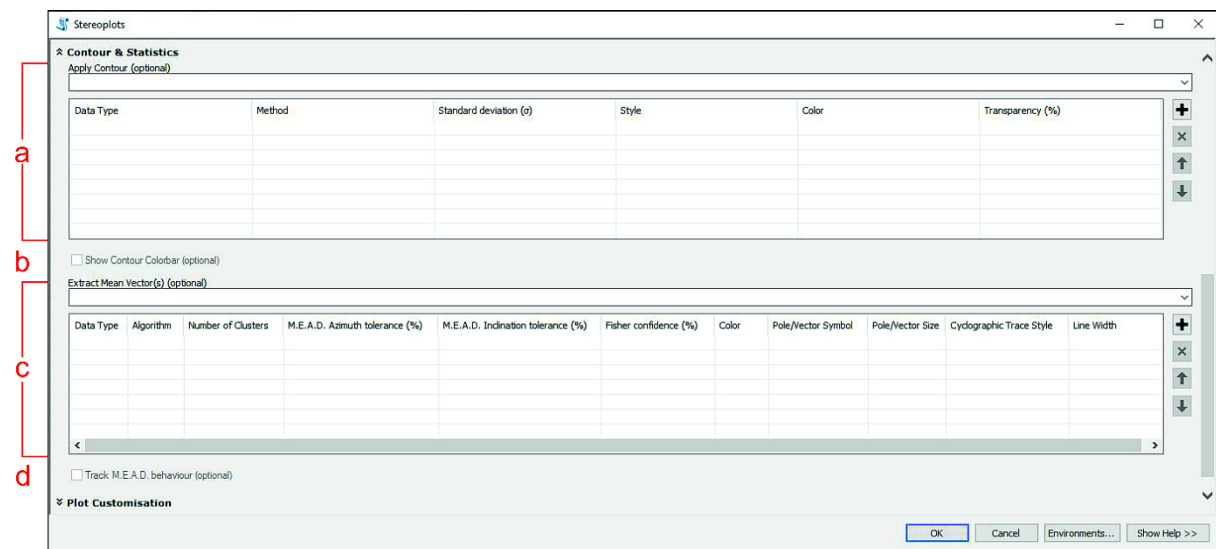 Stereoplots
Contour & Statistics
Apply Contour (optional)
Data Type Method Standard deviation (σ) Style Color Transparency (%)
a
b
Show Contour Colorbar (optional)
Extract Mean Vector(s) (optional)
Data Type Algorithm Number of Clusters M.E.A.D. Azimuth tolerance (%) M.E.A.D. Inclination tolerance (%) Fisher confidence (%) Color Pole/Vector Symbol Pole/Vector Size Cyclographic Trace Style Line Width
c
d
Track M.E.A.D. behaviour (optional)
Plot Customisation
OK Cancel Environments... Show Help >>